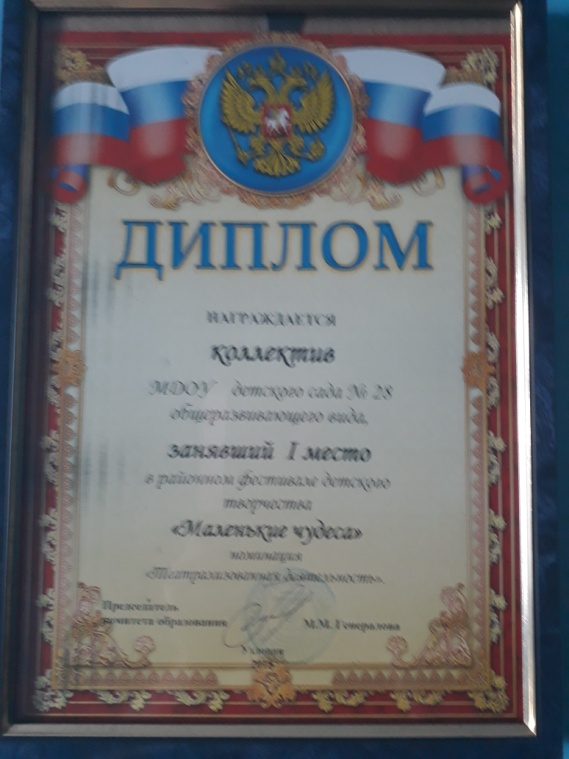 ДИПЛОМ
НАГРАЖДАЕТСЯ
коллектив
МДОУ детского сада № 28
общеразвивающего вида,
занявший I место
в районном фестивале детского
творчества
«Маленькие чудеса»
номинация
«Театрализованная деятельность».
Председатель
комитета образования М.М. Генералова